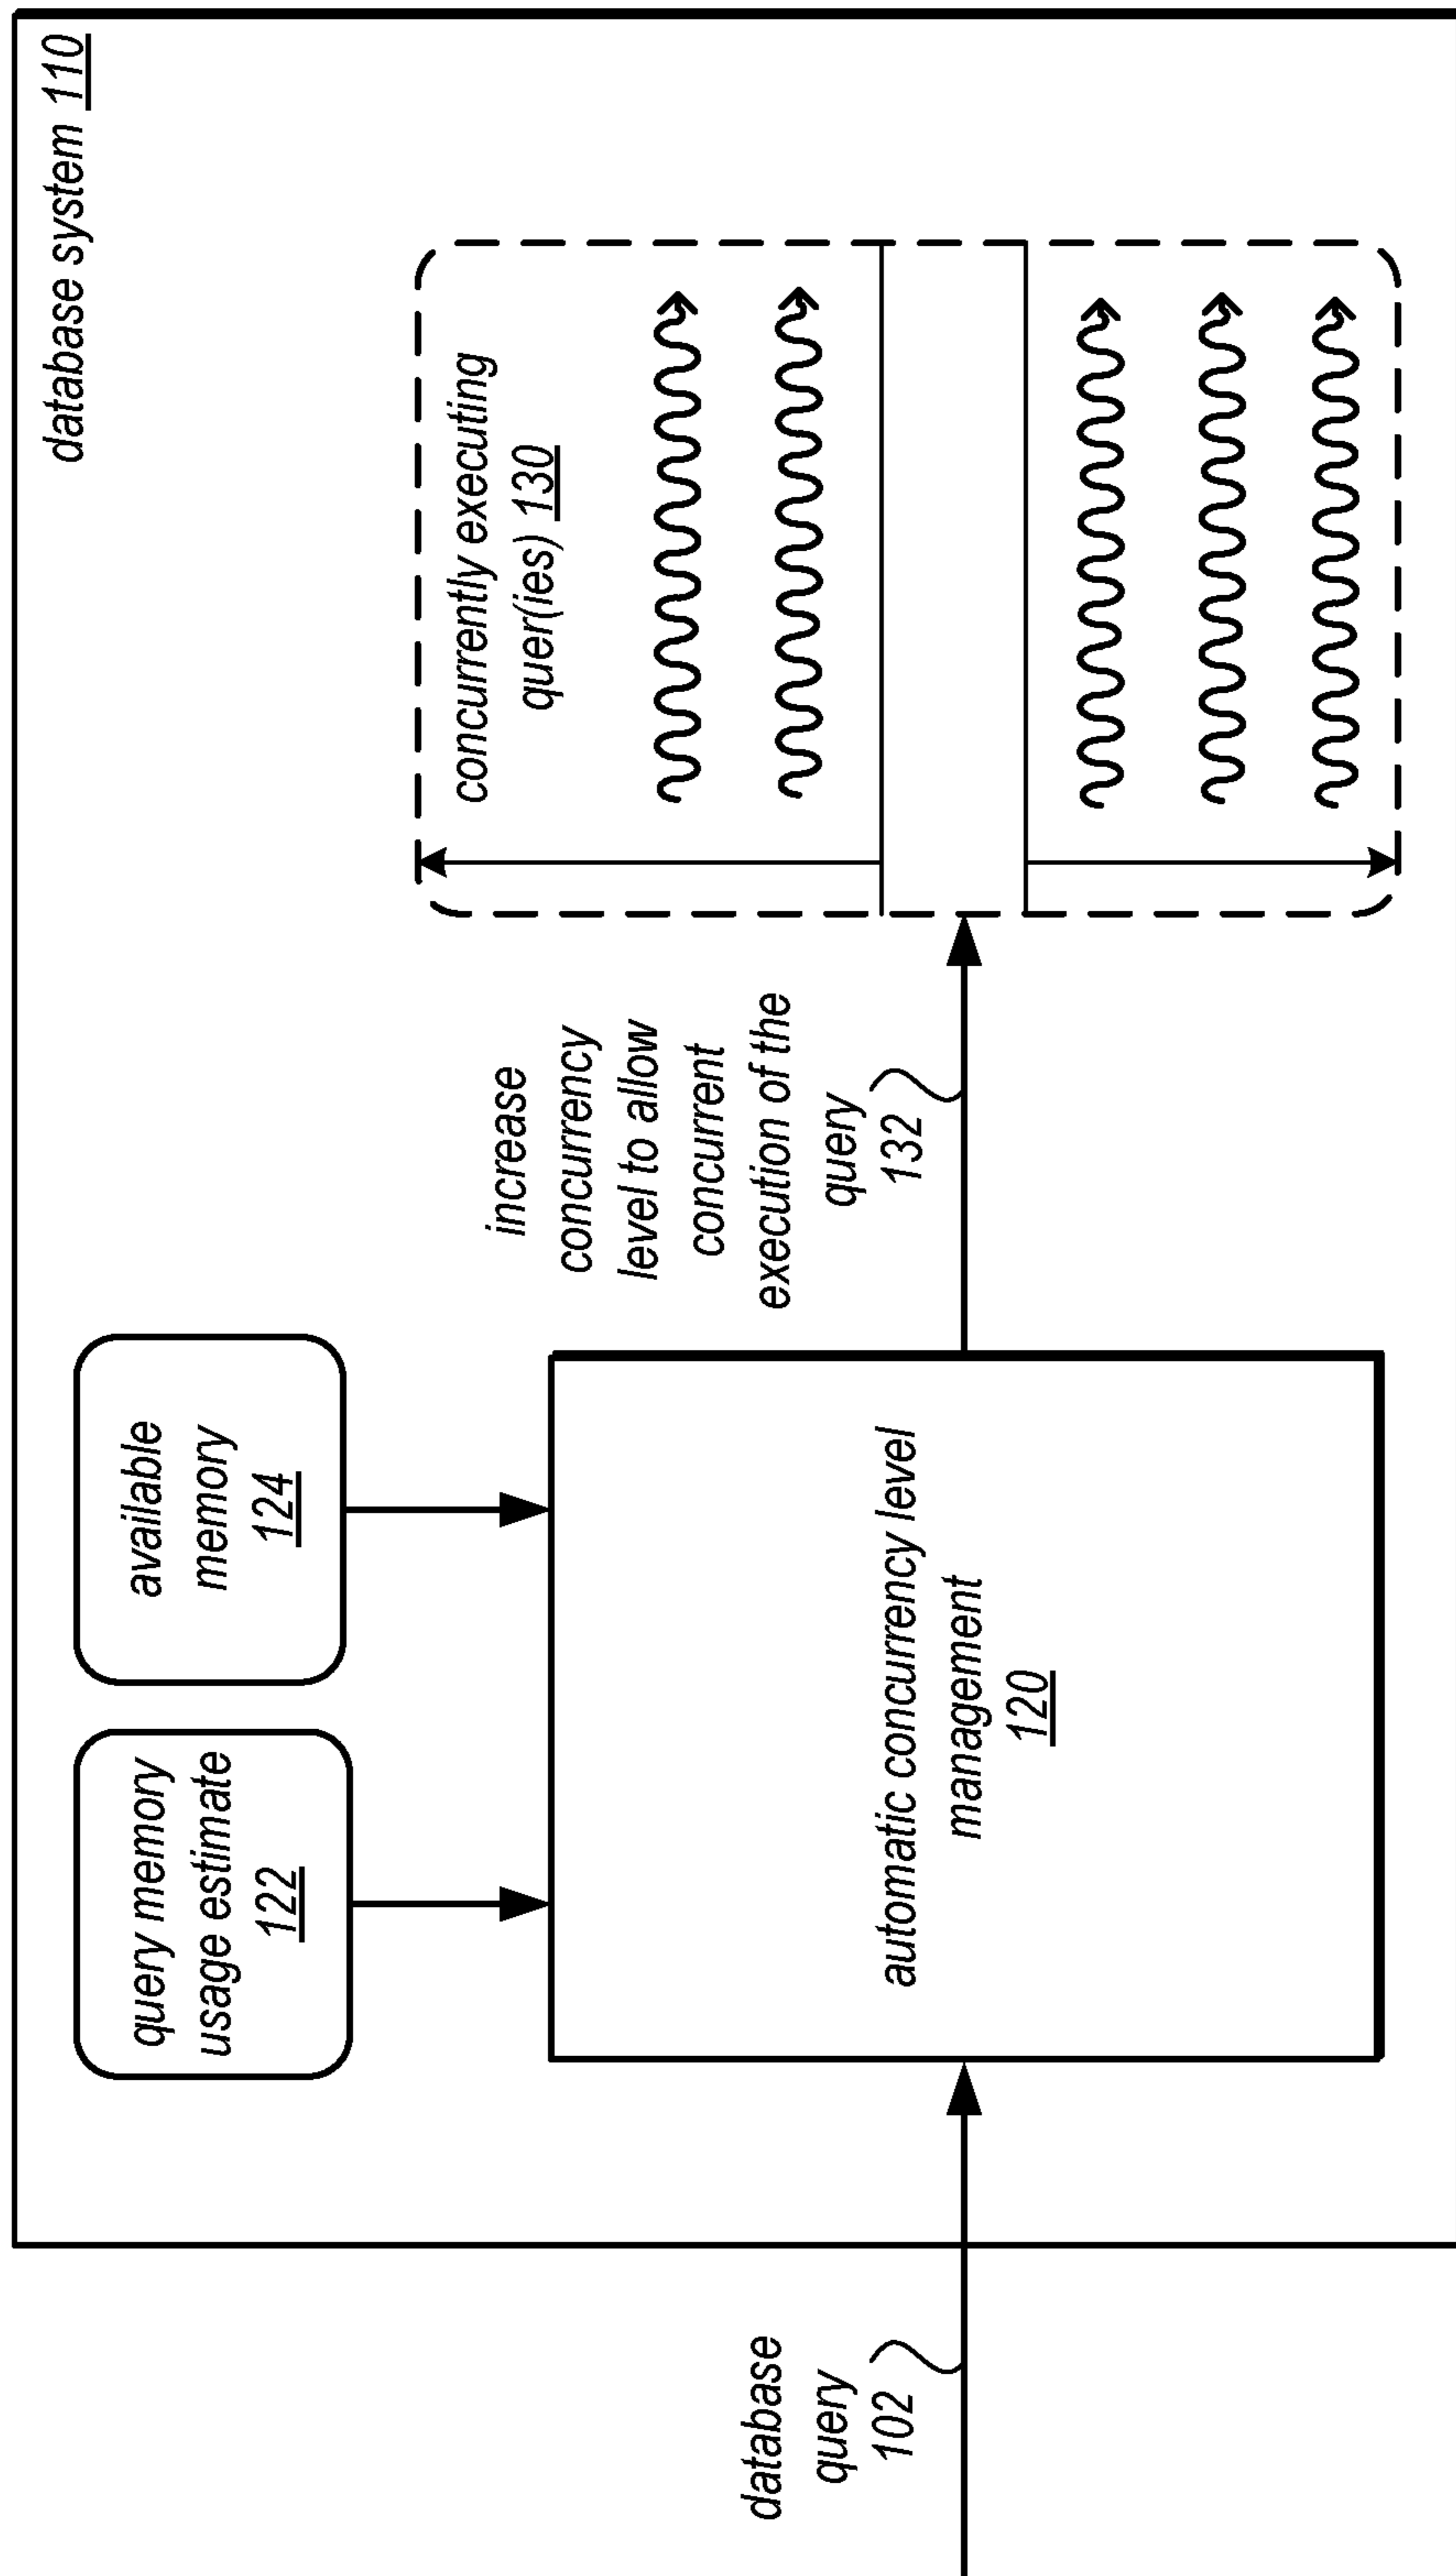 database system 110
query memory
usage estimate
122
available
memory
124
database
query
102
automatic concurrency level
management
120
increase
concurrency
level to allow
concurrent
execution of the
query
132
concurrently executing
quer(ies) 130